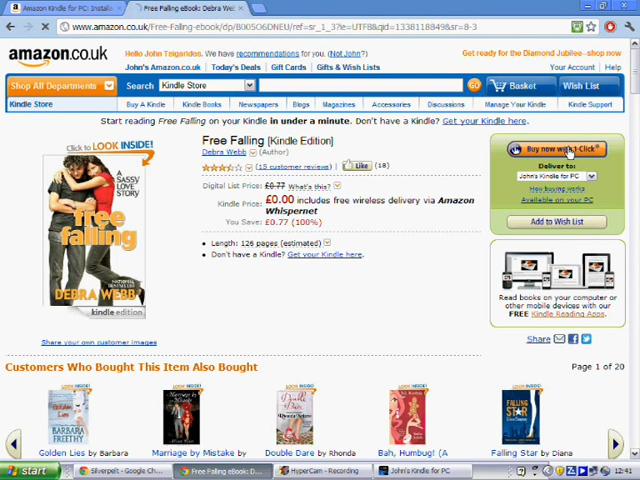 Amazon Kindle for PC: Installa
Free Falling eBook: Debra Web
www.amazon.co.uk/Free-Falling-ebook/dp/B005O6DNEU/ref=sr_1_3?ie=UTF8&qid=1338118849&sr=8-3
amazon.co.uk
Hello John Teigaridos. We have recommendations for you. (Not John?)
Get ready for the Diamond Jubilee - shop now
John's Amazon.co.uk Today's Deals Gift Cards Gifts & Wish Lists
Your Account Help
Shop All Departments
Search Kindle Store GO Basket Wish List
Kindle Store Buy A Kindle Kindle Books Newspapers Blogs Magazines Accessories Discussions Manage Your Kindle Kindle Support
Start reading Free Falling on your Kindle in under a minute. Don't have a Kindle? Get your Kindle here.
Click to LOOK INSIDE!
A SASSY LOVE STORY
free falling
NATIONAL BESTSELLER
DEBRA WEBB
kindle edition
Share your own customer images
Free Falling [Kindle Edition]
Debra Webb (Author)
(15 customer reviews) Like (18)
Digital List Price: £0.77 What's this?
Kindle Price: £0.00 includes free wireless delivery via Amazon Whispernet
You Save: £0.77 (100%)
Length: 126 pages (estimated)
Don't have a Kindle? Get your Kindle here.
Buy now with 1-Click®
Deliver to:
John's Kindle for PC
How buying works
Available on your PC
Add to Wish List
Read books on your computer or other mobile devices with our FREE Kindle Reading Apps.
Share
Customers Who Bought This Item Also Bought
Page 1 of 20
LOOK INSIDE!
BARBARA FREETHY
FALLING STAR
Golden Lies by Barbara
Marriage by Mistake by
Double Dare by Rhonda
Bah, Humbug! (A
Falling Star by Diana
start
Silverpelt - Google Ch...
Free Falling eBook: D...
HyperCam - Recording
John's Kindle for PC
12:41